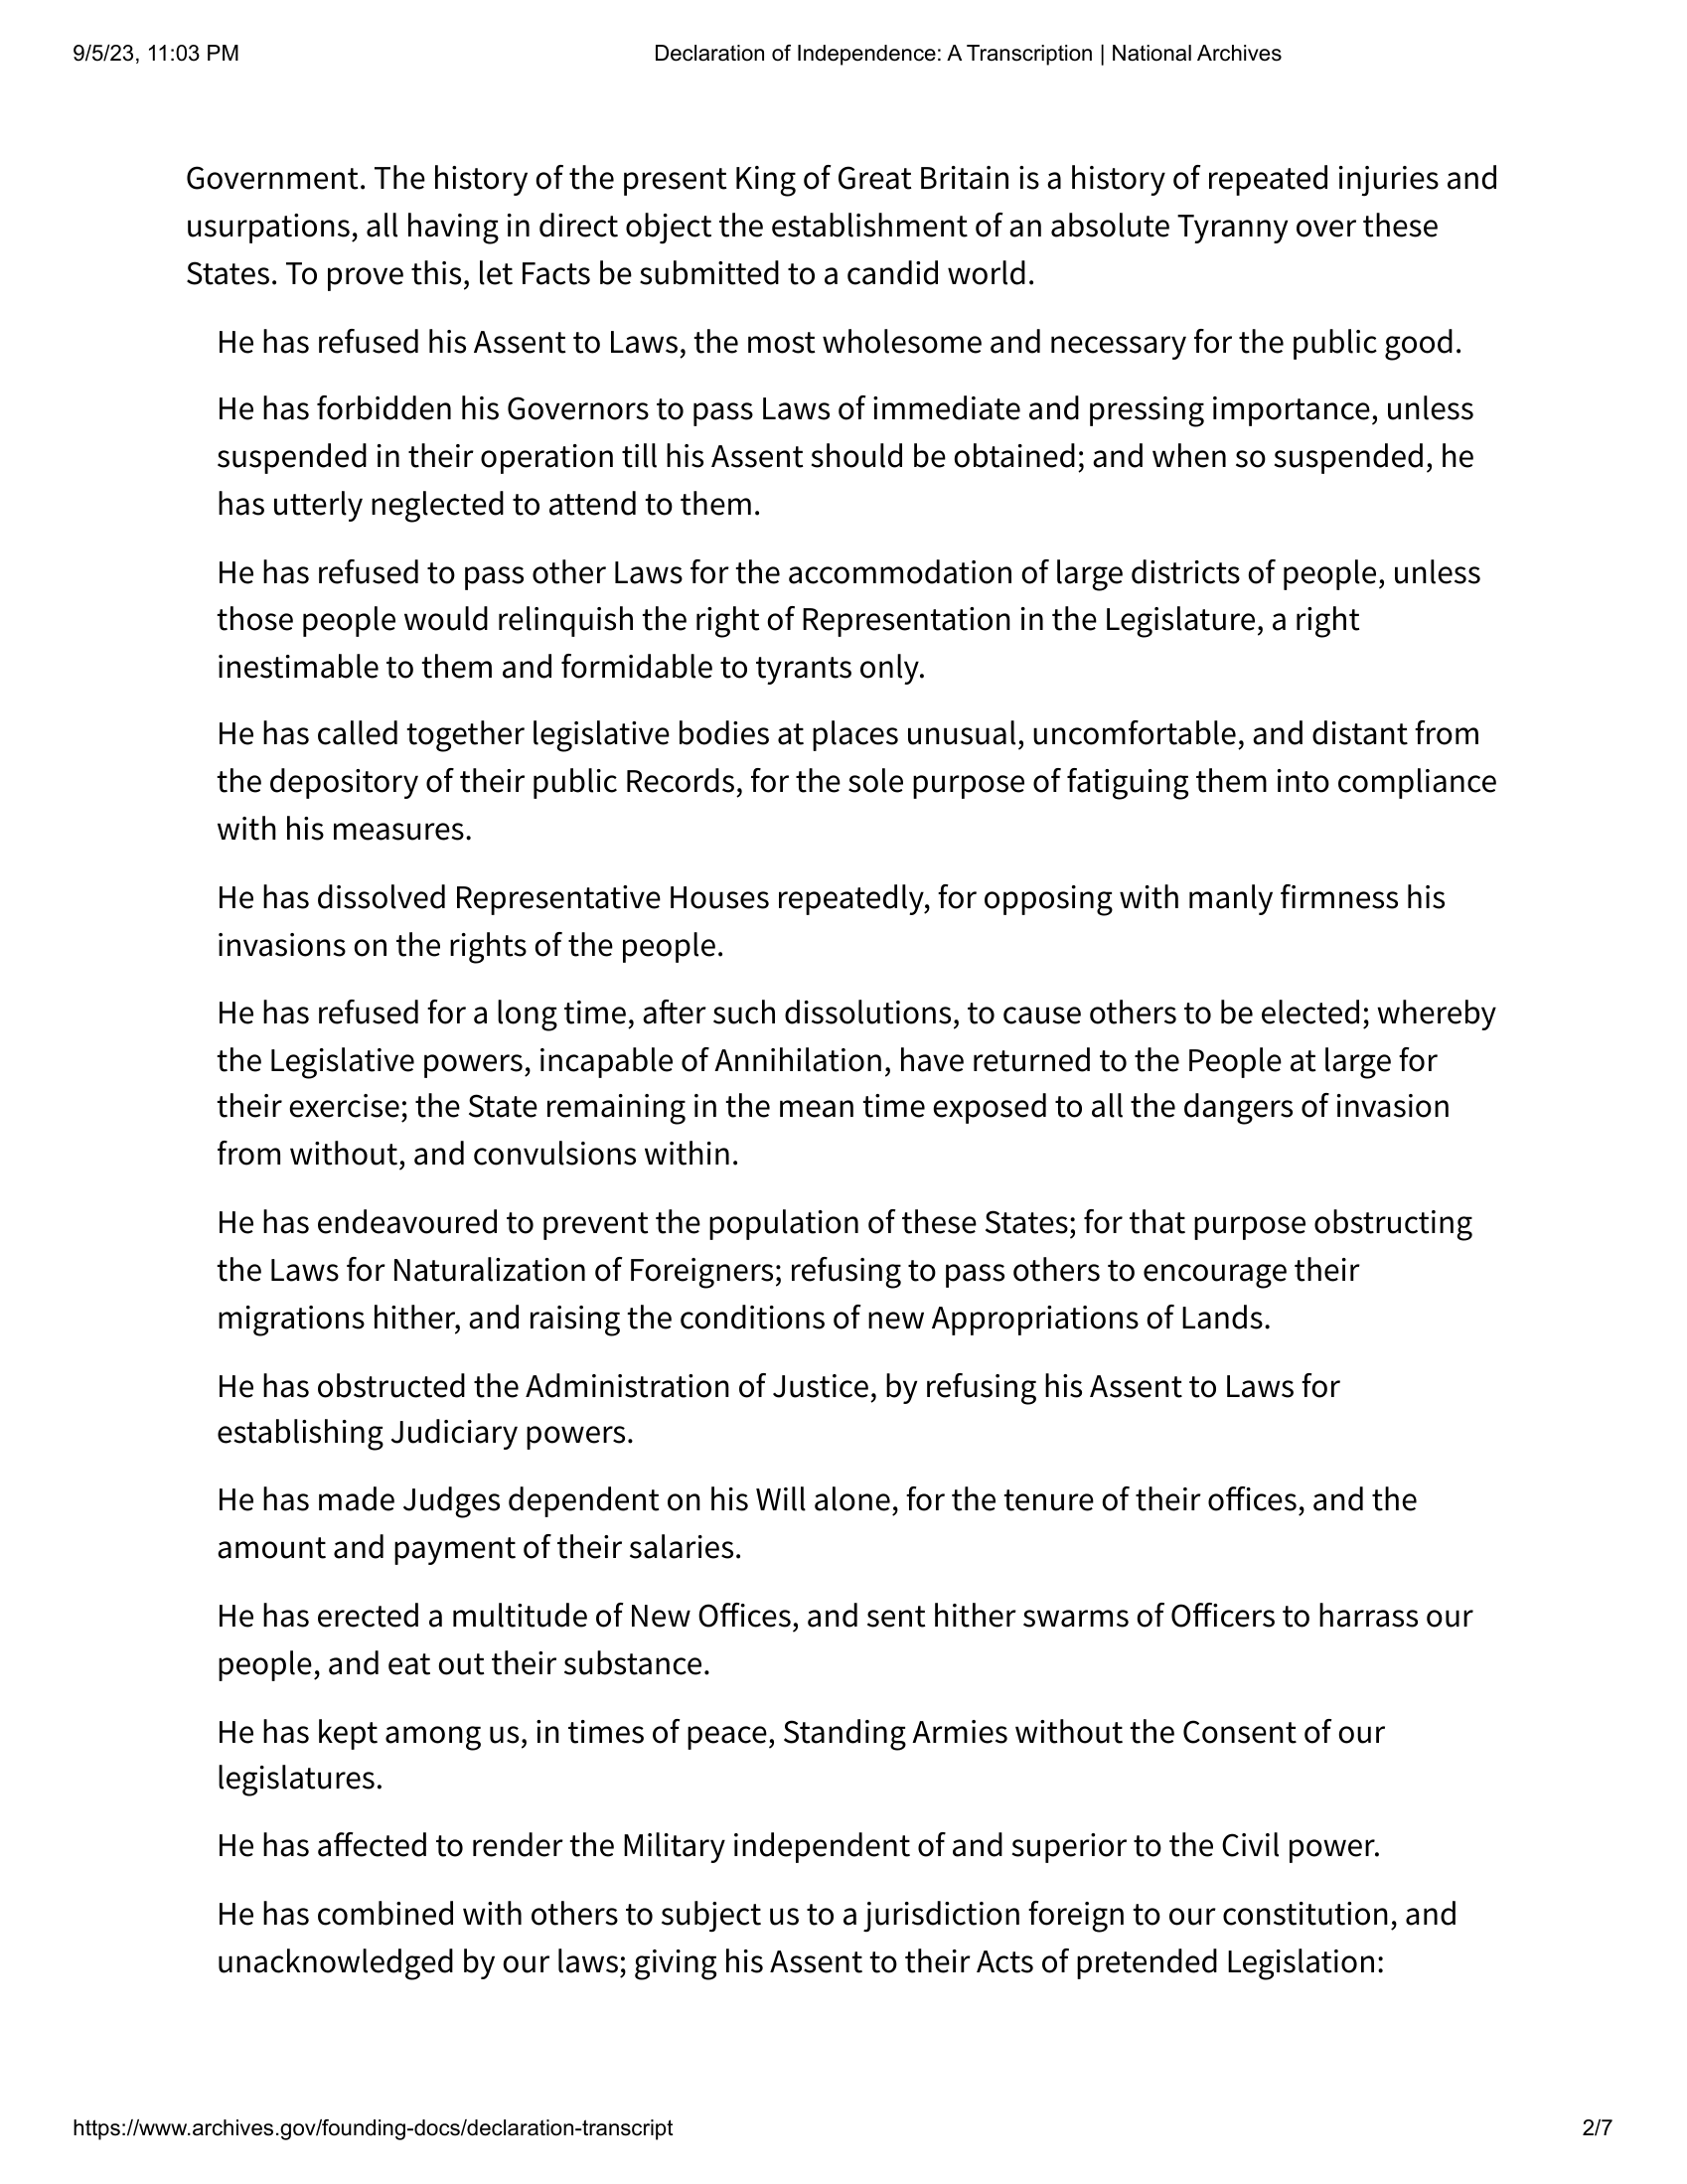 9/5/23, 11:03 PM Declaration of Independence: A Transcription | National Archives
Government. The history of the present King of Great Britain is a history of repeated injuries and
usurpations, all having in direct object the establishment of an absolute Tyranny over these
States. To prove this, let Facts be submitted to a candid world.
He has refused his Assent to Laws, the most wholesome and necessary for the public good.
He has forbidden his Governors to pass Laws of immediate and pressing importance, unless
suspended in their operation till his Assent should be obtained; and when so suspended, he
has utterly neglected to attend to them.
He has refused to pass other Laws for the accommodation of large districts of people, unless
those people would relinquish the right of Representation in the Legislature, a right
inestimable to them and formidable to tyrants only.
He has called together legislative bodies at places unusual, uncomfortable, and distant from
the depository of their public Records, for the sole purpose of fatiguing them into compliance
with his measures.
He has dissolved Representative Houses repeatedly, for opposing with manly firmness his
invasions on the rights of the people.
He has refused for a long time, after such dissolutions, to cause others to be elected; whereby
the Legislative powers, incapable of Annihilation, have returned to the People at large for
their exercise; the State remaining in the mean time exposed to all the dangers of invasion
from without, and convulsions within.
He has endeavoured to prevent the population of these States; for that purpose obstructing
the Laws for Naturalization of Foreigners; refusing to pass others to encourage their
migrations hither, and raising the conditions of new Appropriations of Lands.
He has obstructed the Administration of Justice, by refusing his Assent to Laws for
establishing Judiciary powers.
He has made Judges dependent on his Will alone, for the tenure of their offices, and the
amount and payment of their salaries.
He has erected a multitude of New Offices, and sent hither swarms of Officers to harrass our
people, and eat out their substance.
He has kept among us, in times of peace, Standing Armies without the Consent of our
legislatures.
He has affected to render the Military independent of and superior to the Civil power.
He has combined with others to subject us to a jurisdiction foreign to our constitution, and
unacknowledged by our laws; giving his Assent to their Acts of pretended Legislation:
https://www.archives.gov/founding-docs/declaration-transcript 2/7